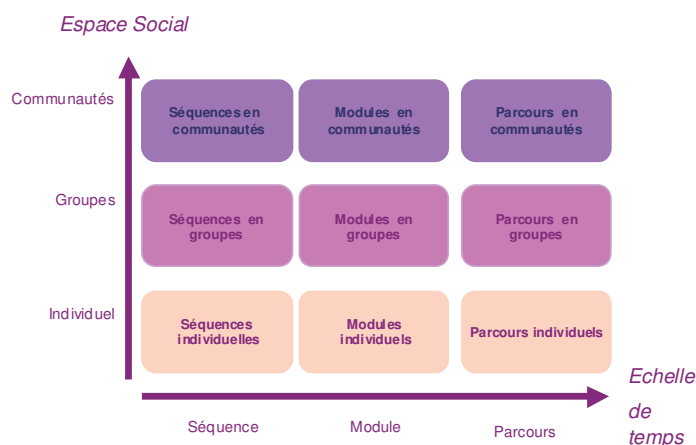 Espace Social
Communautés
Séquences en
communautés
Modules en
communautés
Parcours en
communautés
Groupes
Séquences en
groupes
Modules en
groupes
Parcours en
groupes
Individuel
Séquences
individuelles
Modules
individuels
Parcours individuels
Echelle
de
temps
Séquence
Module
Parcours